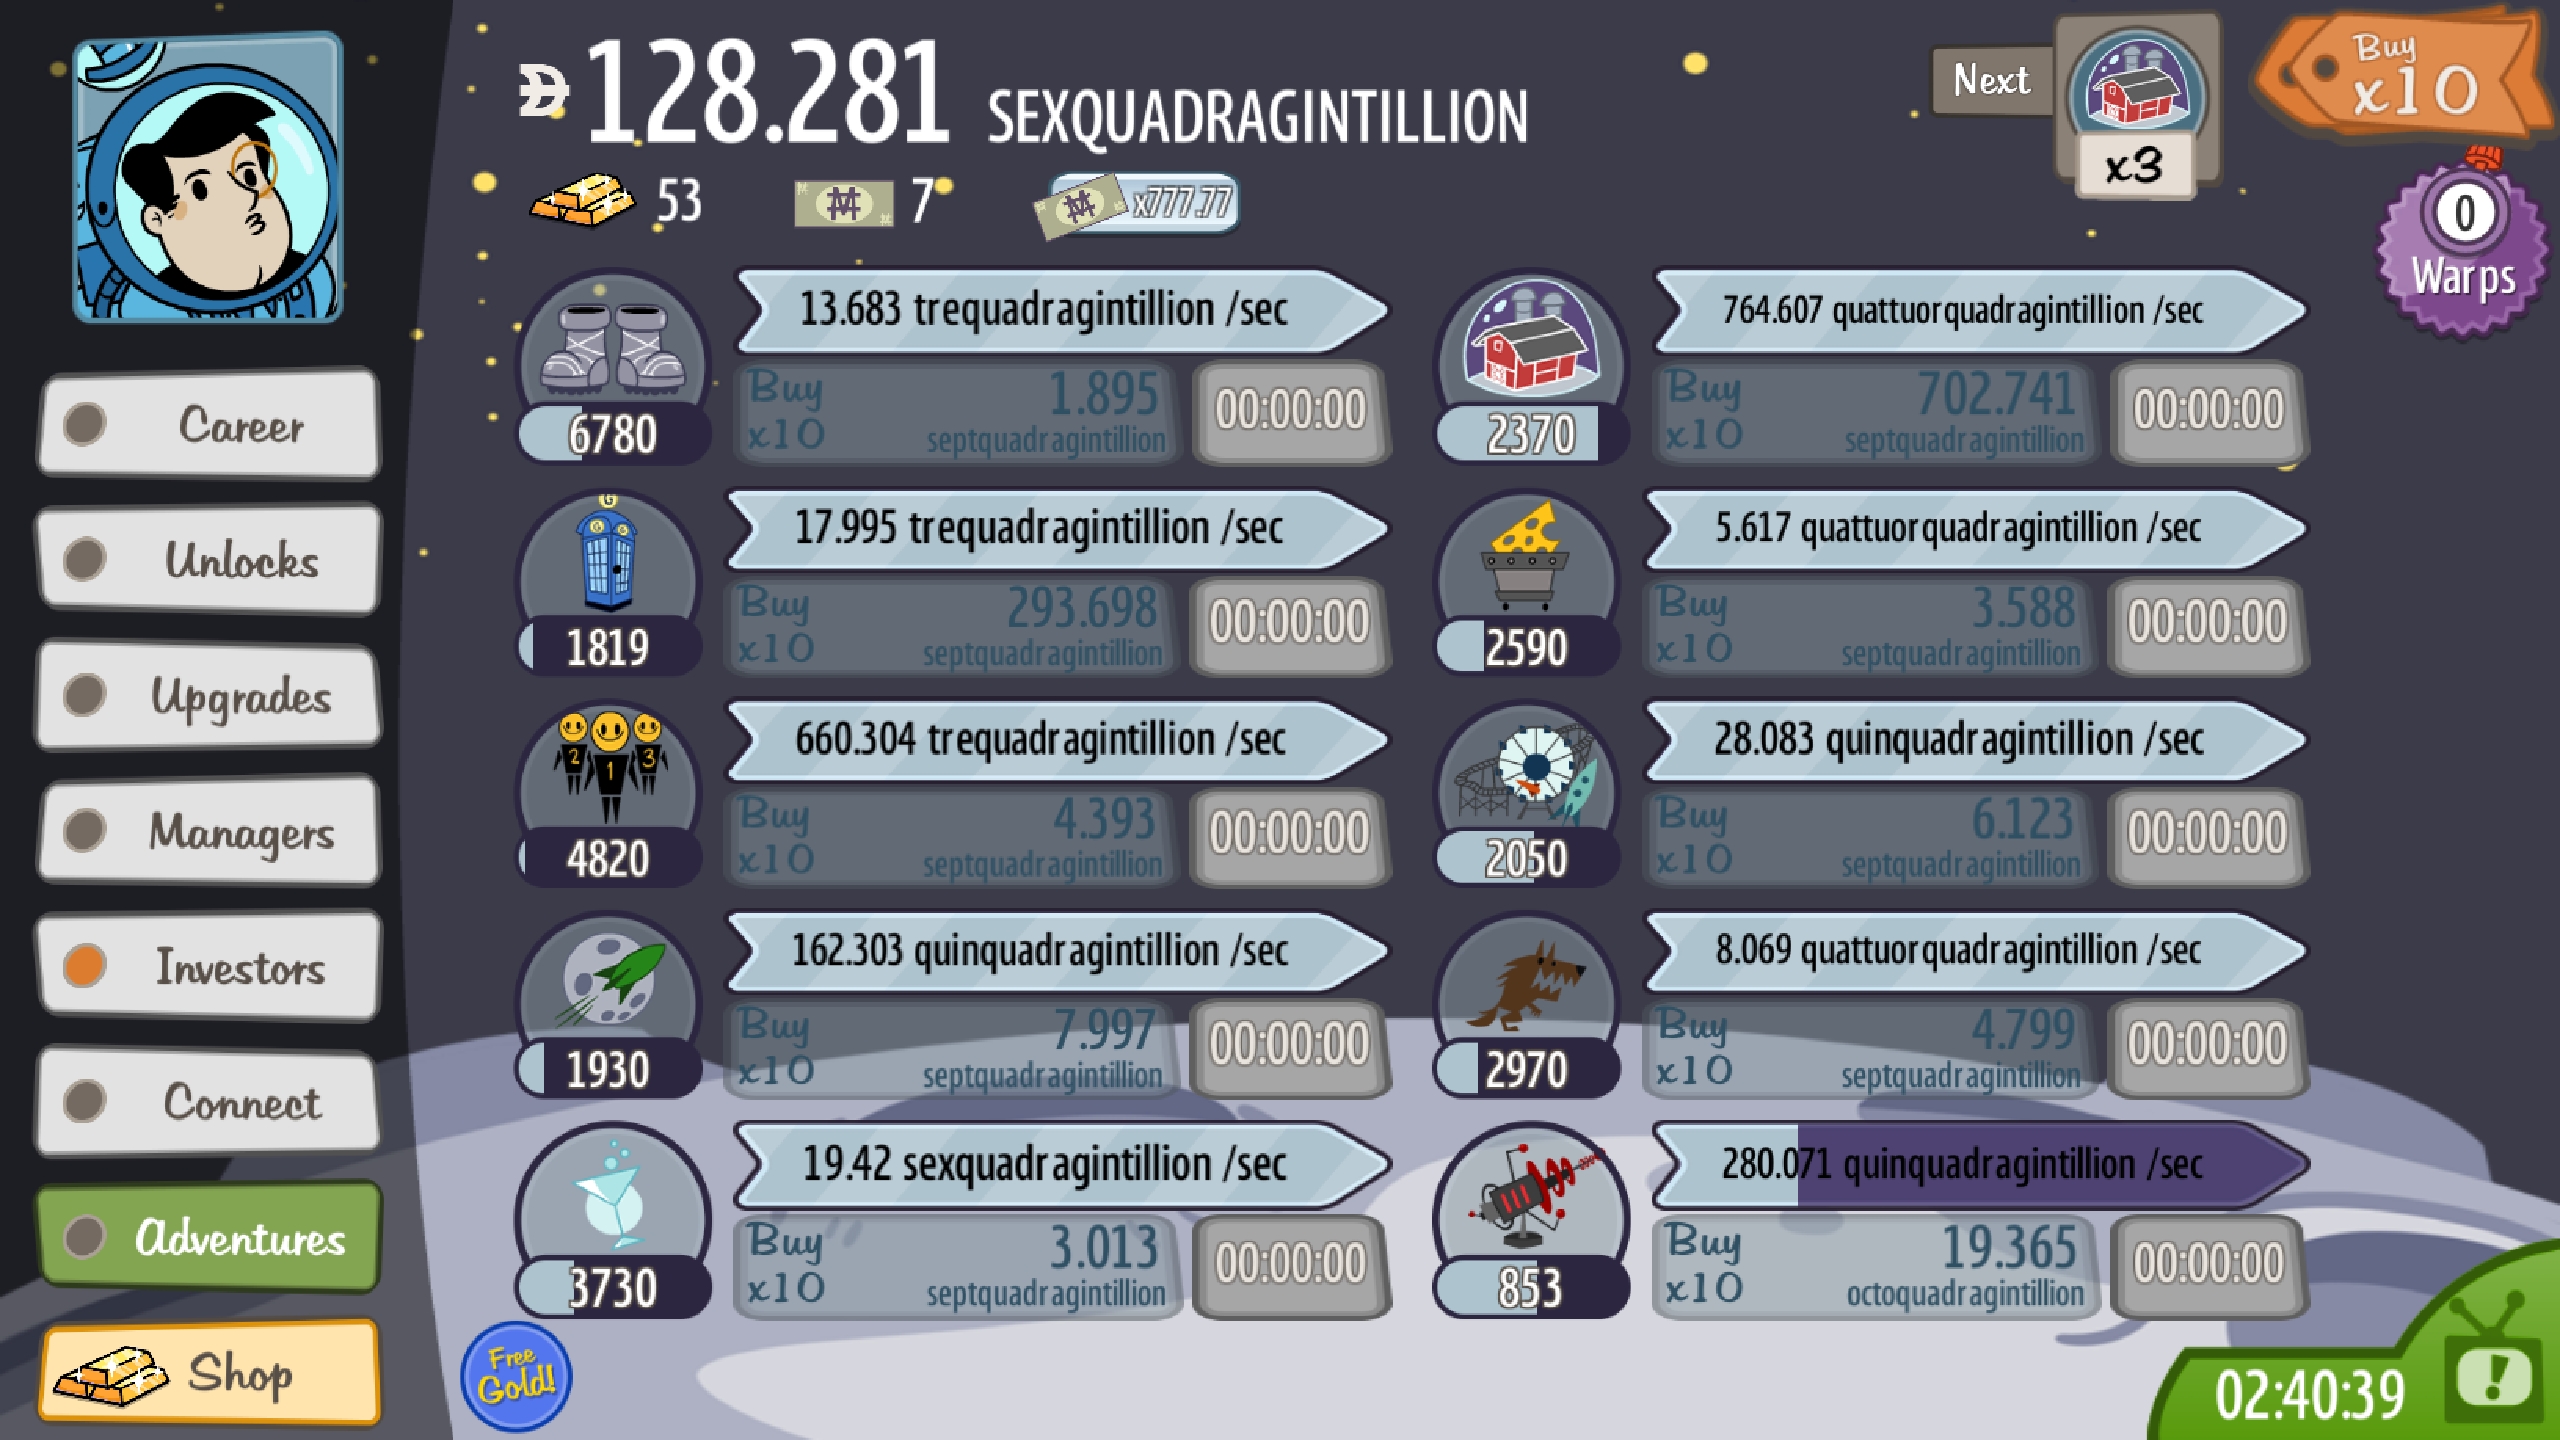 128.281 SEXQUADRAGINTILLION
53
7
x777.77
Next
x3
Buy
x10
0
Warps
Career
Unlocks
Upgrades
Managers
Investors
Connect
Adventures
Shop
13.683 trequadragintillion /sec
Buy 1.895
x10 septquadragintillion
00:00:00
6780
764.607 quattuorquadragintillion /sec
Buy 702.741
x10 septquadragintillion
00:00:00
2370
G
G G
17.995 trequadragintillion /sec
Buy 293.698
x10 septquadragintillion
00:00:00
1819
5.617 quattuorquadragintillion /sec
Buy 3.588
x10 septquadragintillion
00:00:00
2590
2 1 3
660.304 trequadragintillion /sec
Buy 4.393
x10 septquadragintillion
00:00:00
4820
28.083 quinquadragintillion /sec
Buy 6.123
x10 septquadragintillion
00:00:00
2050
162.303 quinquadragintillion /sec
Buy 7.997
x10 septquadragintillion
00:00:00
1930
8.069 quattuorquadragintillion /sec
Buy 4.799
x10 septquadragintillion
00:00:00
2970
19.42 sexquadragintillion /sec
Buy 3.013
x10 septquadragintillion
00:00:00
3730
280.071 quinquadragintillion /sec
Buy 19.365
x10 octoquadragintillion
00:00:00
853
Free
Gold!
02:40:39
!